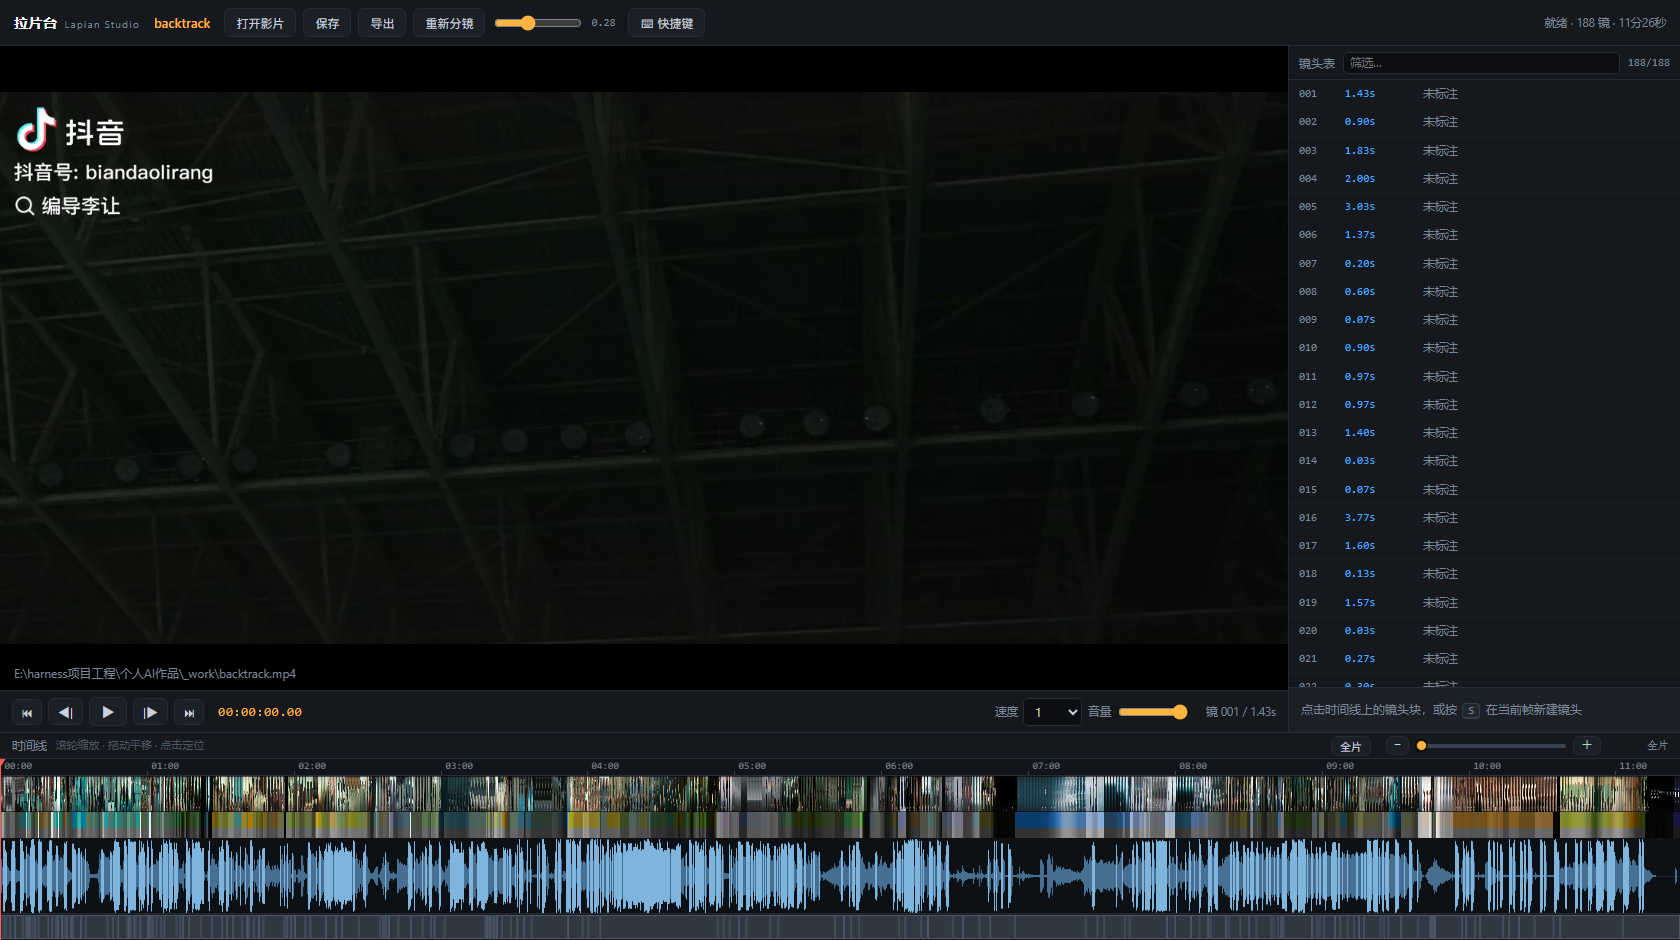 拉片台 Lapian Studio backtrack 打开影片 保存 导出 重新分镜 0.28 快捷键 就绪 · 188 镜 · 11分26秒
抖音
抖音号: biandaolirang
编导李让
E:\harness项目工程\个人AI作品\_work\backtrack.mp4
00:00:00.00 速度 1 音量 镜 001 / 1.43s
镜头表 筛选... 188/188
001 1.43s 未标注
002 0.90s 未标注
003 1.83s 未标注
004 2.00s 未标注
005 3.03s 未标注
006 1.37s 未标注
007 0.20s 未标注
008 0.60s 未标注
009 0.07s 未标注
010 0.90s 未标注
011 0.97s 未标注
012 0.97s 未标注
013 1.40s 未标注
014 0.03s 未标注
015 0.07s 未标注
016 3.77s 未标注
017 1.60s 未标注
018 0.13s 未标注
019 1.57s 未标注
020 0.03s 未标注
021 0.27s 未标注
022 0.30s 未标注
点击时间线上的镜头块，或按 S 在当前帧新建镜头
时间线 滚轮缩放 · 拖动平移 · 点击定位 全片 − + 全片
00:00 01:00 02:00 03:00 04:00 05:00 06:00 07:00 08:00 09:00 10:00 11:00